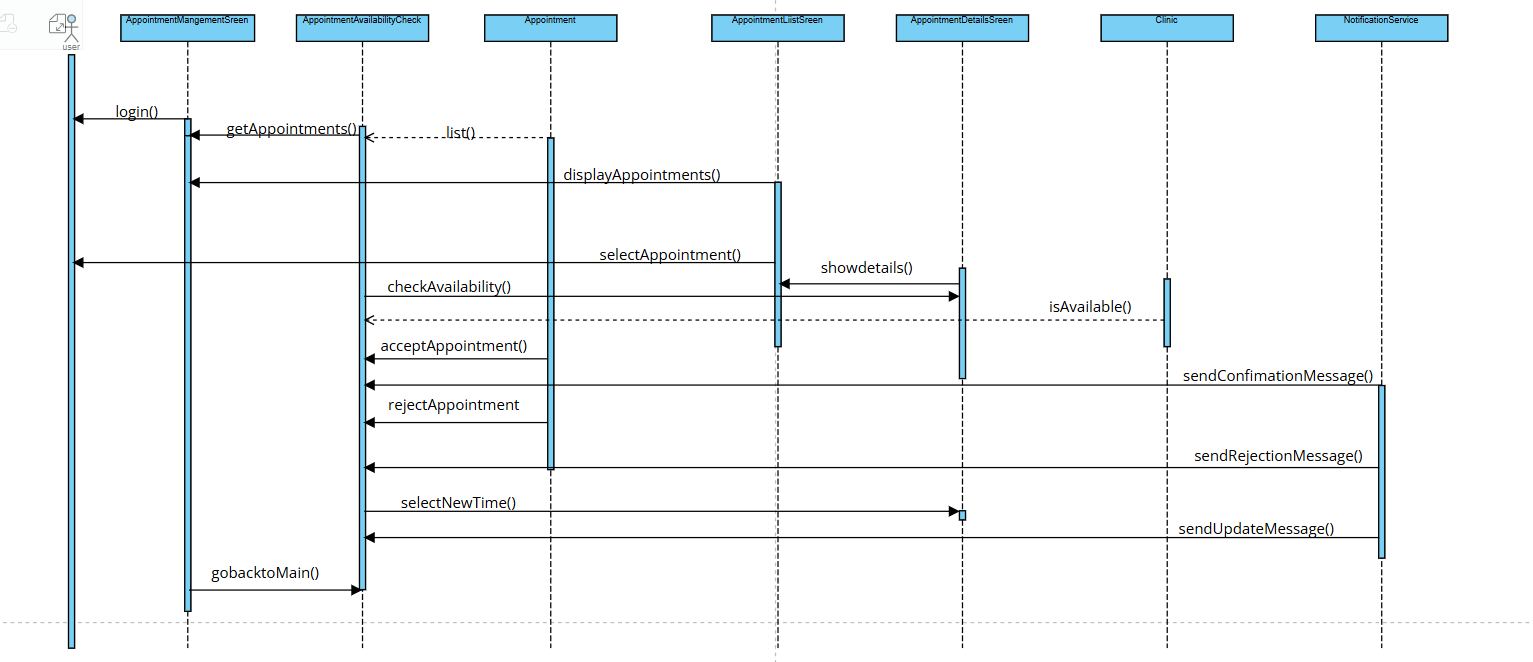 user
AppointmentMangementSreen
AppointmentAvailabilityCheck
Appointment
AppointmentLiistSreen
AppointmentDetailsSreen
Clinic
NotificationService
login()
getAppointments()
list()
displayAppointments()
selectAppointment()
showdetails()
checkAvailability()
isAvailable()
acceptAppointment()
sendConfimationMessage()
rejectAppointment
sendRejectionMessage()
selectNewTime()
sendUpdateMessage()
gobacktoMain()